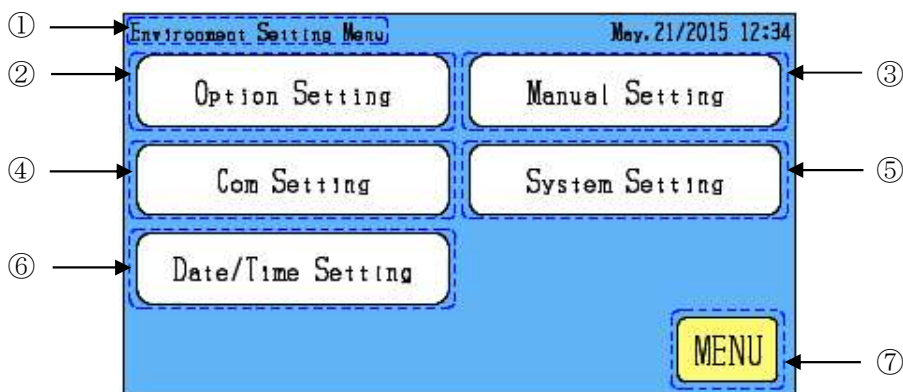 ① Environment Setting Menu May.21/2015 12:34
② Option Setting Manual Setting ③
④ Com Setting System Setting ⑤
⑥ Date/Time Setting
MENU ⑦